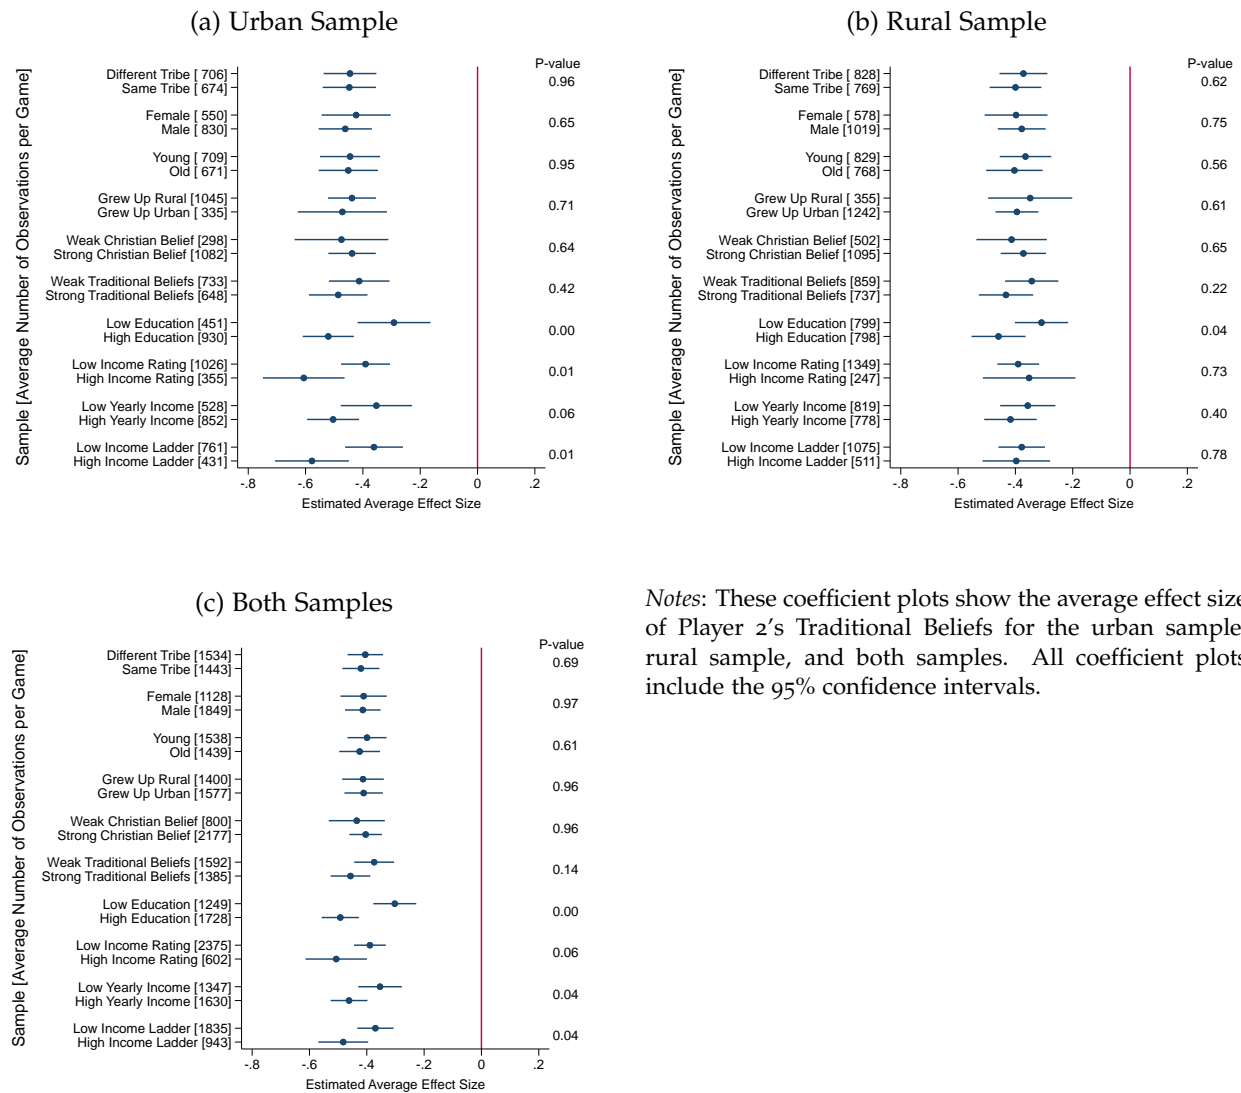 (a) Urban Sample
Sample [Average Number of Observations per Game]
P-value
Different Tribe [ 706]
Same Tribe [ 674]
0.96
Female [ 550]
Male [ 830]
0.65
Young [ 709]
Old [ 671]
0.95
Grew Up Rural [1045]
Grew Up Urban [ 335]
0.71
Weak Christian Belief [298]
Strong Christian Belief [1082]
0.64
Weak Traditional Beliefs [733]
Strong Traditional Beliefs [648]
0.42
Low Education [451]
High Education [930]
0.00
Low Income Rating [1026]
High Income Rating [355]
0.01
Low Yearly Income [528]
High Yearly Income [852]
0.06
Low Income Ladder [761]
High Income Ladder [431]
0.01
-.8 -.6 -.4 -.2 0 .2
Estimated Average Effect Size
(b) Rural Sample
Sample [Average Number of Observations per Game]
P-value
Different Tribe [ 828]
Same Tribe [ 769]
0.62
Female [ 578]
Male [1019]
0.75
Young [ 829]
Old [ 768]
0.56
Grew Up Rural [ 355]
Grew Up Urban [1242]
0.61
Weak Christian Belief [502]
Strong Christian Belief [1095]
0.65
Weak Traditional Beliefs [859]
Strong Traditional Beliefs [737]
0.22
Low Education [799]
High Education [798]
0.04
Low Income Rating [1349]
High Income Rating [247]
0.73
Low Yearly Income [819]
High Yearly Income [778]
0.40
Low Income Ladder [1075]
High Income Ladder [511]
0.78
-.8 -.6 -.4 -.2 0 .2
Estimated Average Effect Size
(c) Both Samples
Sample [Average Number of Observations per Game]
P-value
Different Tribe [1534]
Same Tribe [1443]
0.69
Female [1128]
Male [1849]
0.97
Young [1538]
Old [1439]
0.61
Grew Up Rural [1400]
Grew Up Urban [1577]
0.96
Weak Christian Belief [800]
Strong Christian Belief [2177]
0.96
Weak Traditional Beliefs [1592]
Strong Traditional Beliefs [1385]
0.14
Low Education [1249]
High Education [1728]
0.00
Low Income Rating [2375]
High Income Rating [602]
0.06
Low Yearly Income [1347]
High Yearly Income [1630]
0.04
Low Income Ladder [1835]
High Income Ladder [943]
0.04
-.8 -.6 -.4 -.2 0 .2
Estimated Average Effect Size
Notes: These coefficient plots show the average effect size
of Player 2's Traditional Beliefs for the urban sample
rural sample, and both samples. All coefficient plots
include the 95% confidence intervals.